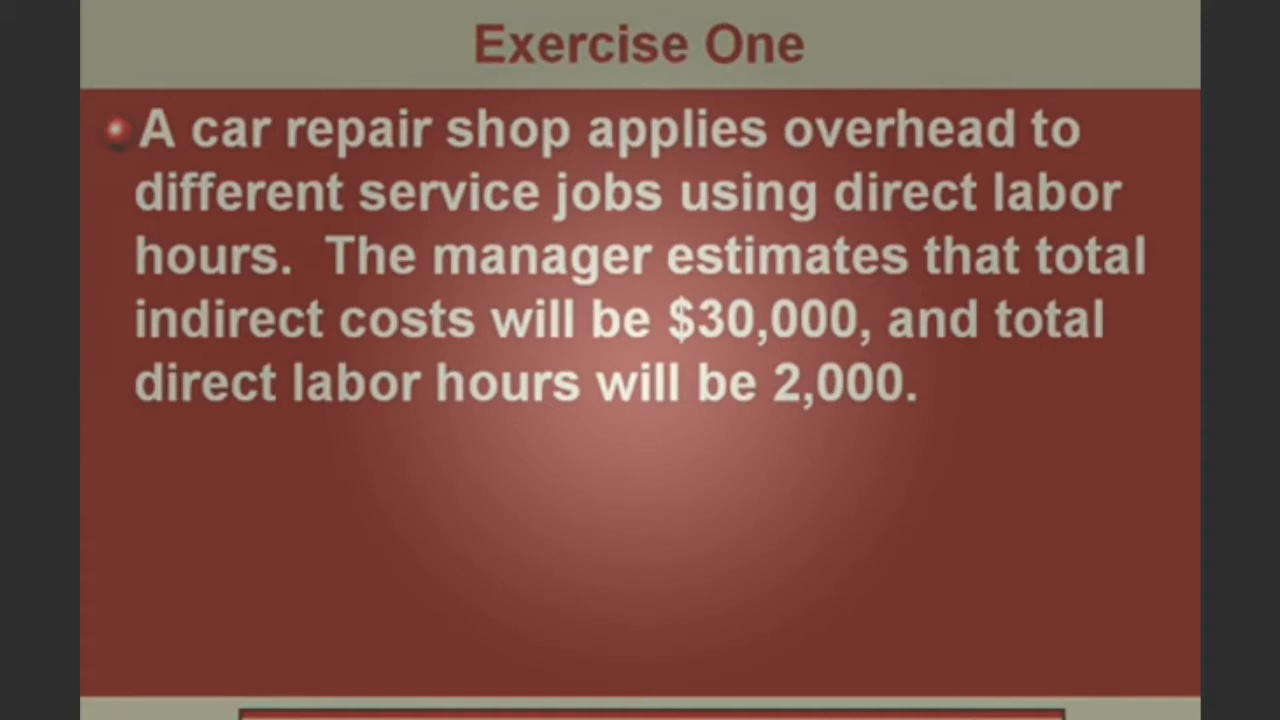 Exercise One
A car repair shop applies overhead to
different service jobs using direct labor
hours.  The manager estimates that total
indirect costs will be $30,000, and total
direct labor hours will be 2,000.